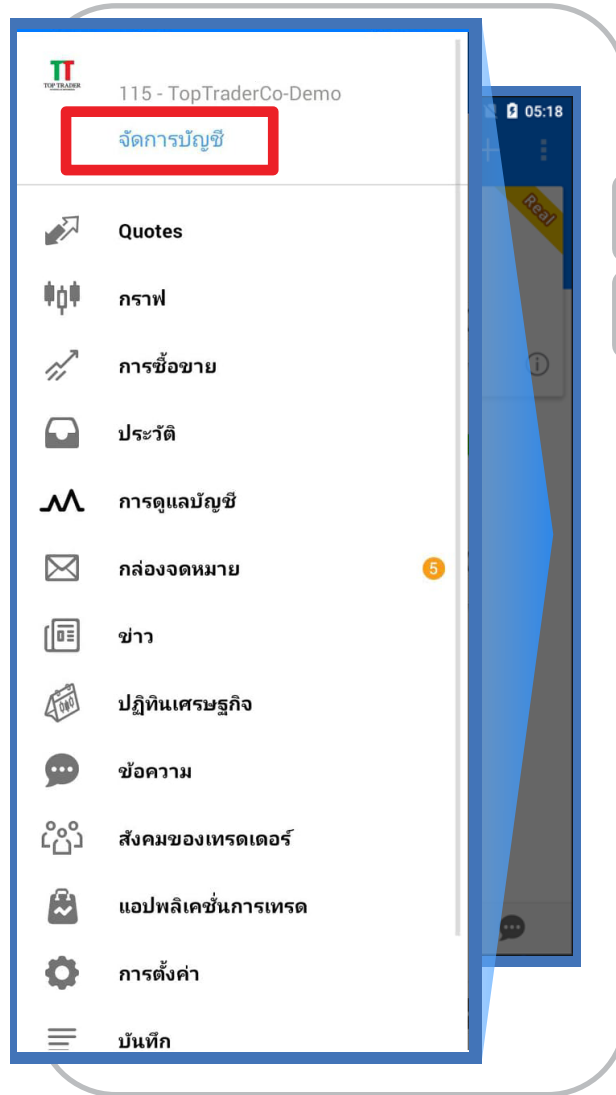 TT
TOP TRADER
115 - TopTraderCo-Demo
จัดการบัญชี
05:18
Real
Quotes
กราฟ
การซื้อขาย
ประวัติ
การดูแลบัญชี
กล่องจดหมาย 5
ข่าว
ปฏิทินเศรษฐกิจ
ข้อความ
สังคมของเทรดเดอร์
แอปพลิเคชั่นการเทรด
การตั้งค่า
บันทึก